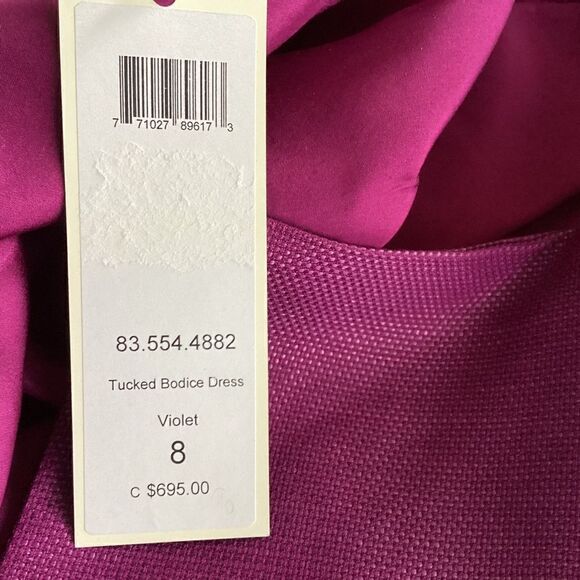 7 71027 89617 3
83.554.4882
Tucked Bodice Dress
Violet
8
C $695.00